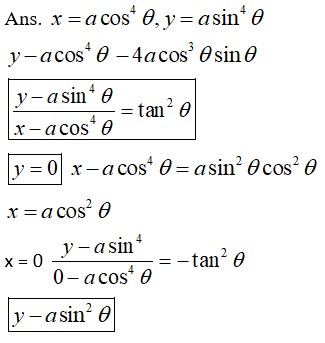 Ans. x = a cos⁴ θ, y = a sin⁴ θ
y − a cos⁴ θ − 4a cos³ θ sin θ
(y − a sin⁴ θ)/(x − a cos⁴ θ) = tan² θ
y = 0 x − a cos⁴ θ = a sin² θ cos² θ
x = a cos² θ
x = 0 (y − a sin⁴)/(0 − a cos⁴ θ) = − tan² θ
y − a sin² θ